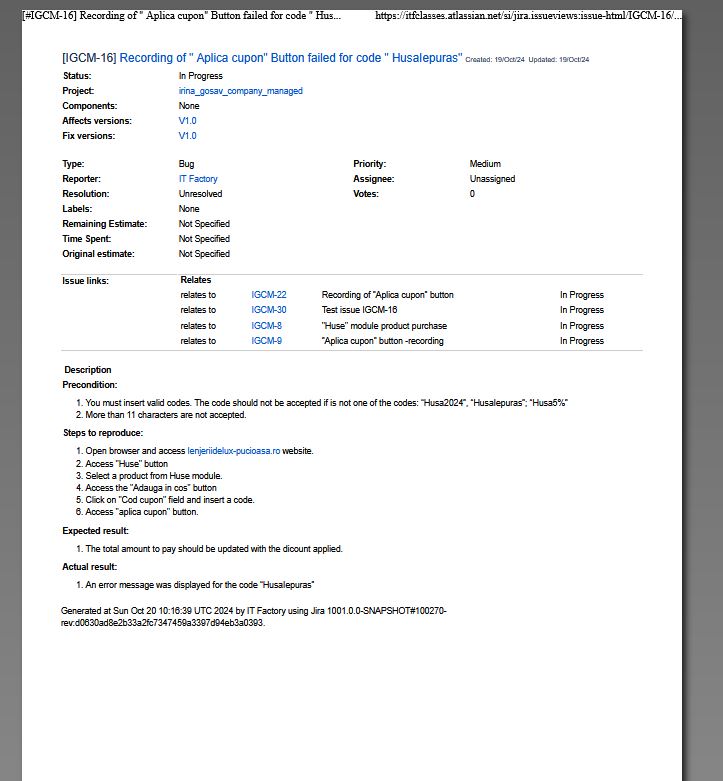 [#IGCM-16] Recording of " Aplica cupon" Button failed for code " Hus... https://itfclasses.atlassian.net/si/jira.issueviews:issue-html/IGCM-16/...
[IGCM-16] Recording of " Aplica cupon" Button failed for code " Husalepuras" Created: 19/Oct/24 Updated: 19/Oct/24
Status: In Progress
Project: irina_gosav_company_managed
Components: None
Affects versions: V1.0
Fix versions: V1.0
Type: Bug Priority: Medium
Reporter: IT Factory Assignee: Unassigned
Resolution: Unresolved Votes: 0
Labels: None
Remaining Estimate: Not Specified
Time Spent: Not Specified
Original estimate: Not Specified
Issue links: Relates
relates to IGCM-22 Recording of "Aplica cupon" button In Progress
relates to IGCM-30 Test issue IGCM-16 In Progress
relates to IGCM-8 "Huse" module product purchase In Progress
relates to IGCM-9 "Aplica cupon" button -recording In Progress
Description
Precondition:
1. You must insert valid codes. The code should not be accepted if is not one of the codes: "Husa2024", "Husalepuras"; "Husa5%"
2. More than 11 characters are not accepted.
Steps to reproduce:
1. Open browser and access lenjeriidelux-pucioasa.ro website.
2. Access "Huse" button
3. Select a product from Huse module.
4. Access the "Adauga in cos" button
5. Click on "Cod cupon" field and insert a code.
6. Access "aplica cupon" button.
Expected result:
1. The total amount to pay should be updated with the dicount applied.
Actual result:
1. An error message was displayed for the code "Husalepuras"
Generated at Sun Oct 20 10:16:39 UTC 2024 by IT Factory using Jira 1001.0.0-SNAPSHOT#100270-
rev:d0630ad8e2b33a2fc7347459a3397d94eb3a0393.